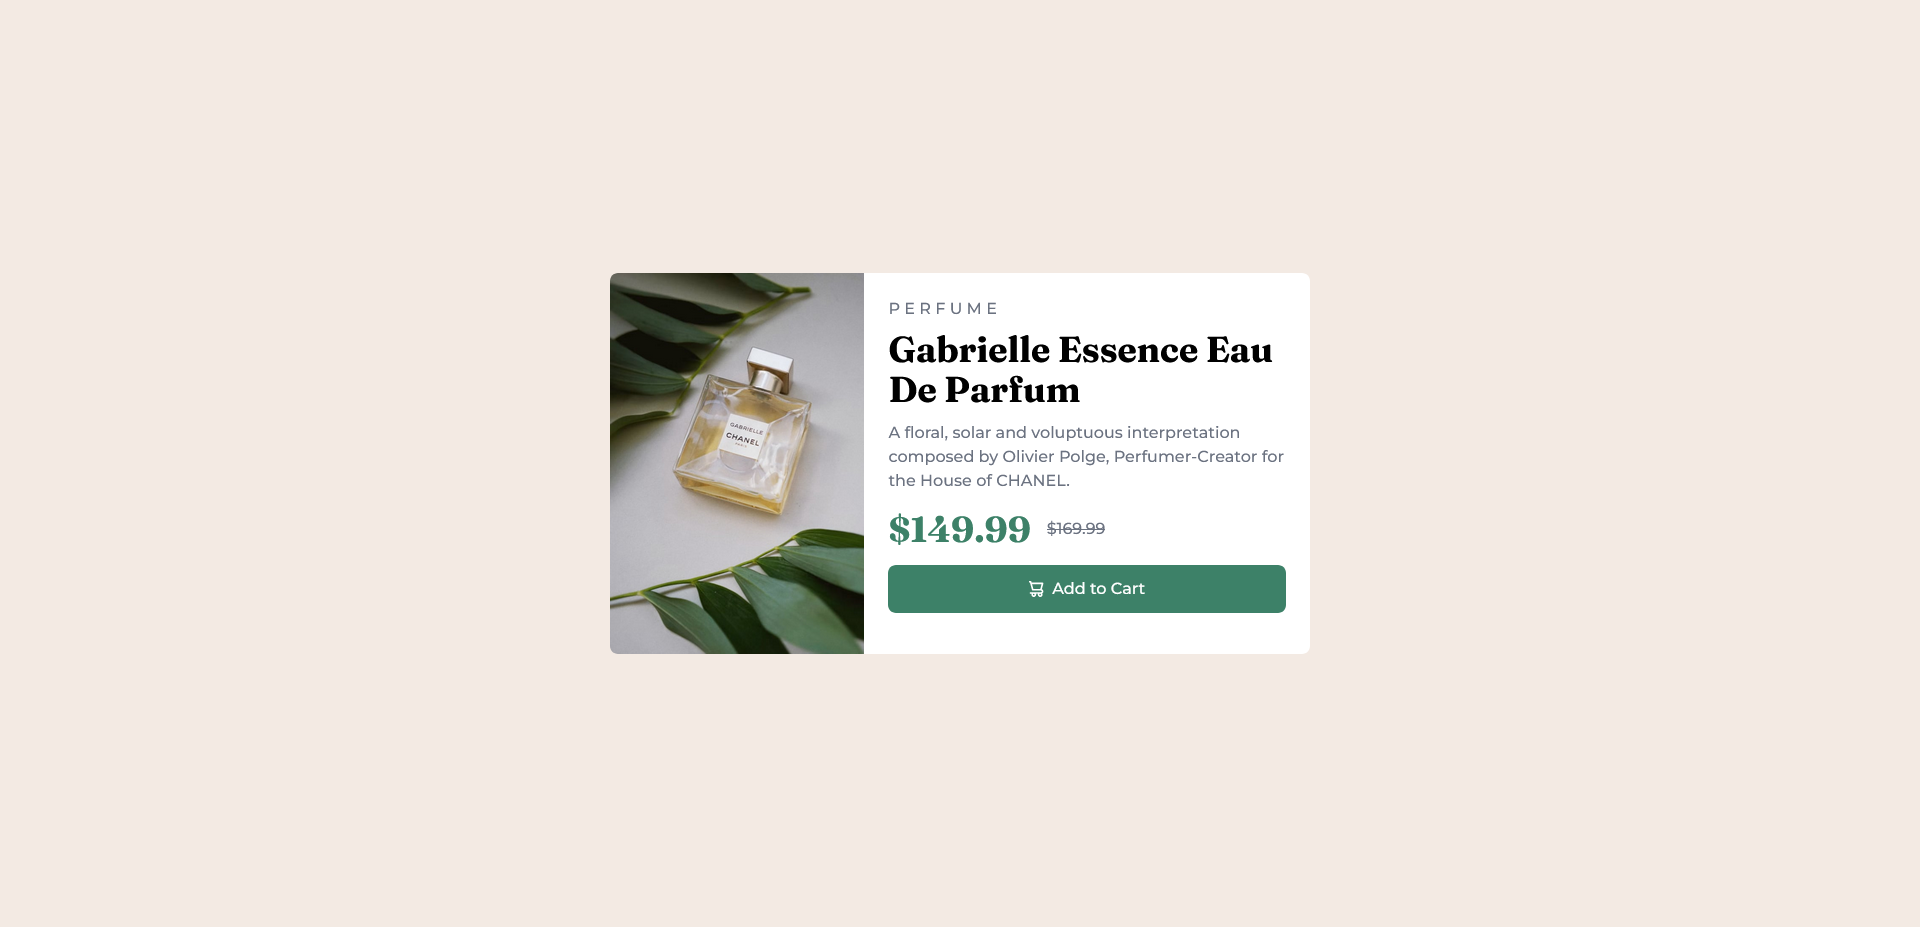 PERFUME
Gabrielle Essence Eau
De Parfum
A floral, solar and voluptuous interpretation
composed by Olivier Polge, Perfumer-Creator for
the House of CHANEL.
$149.99 $169.99
Add to Cart
GABRIELLE
CHANEL
PARIS